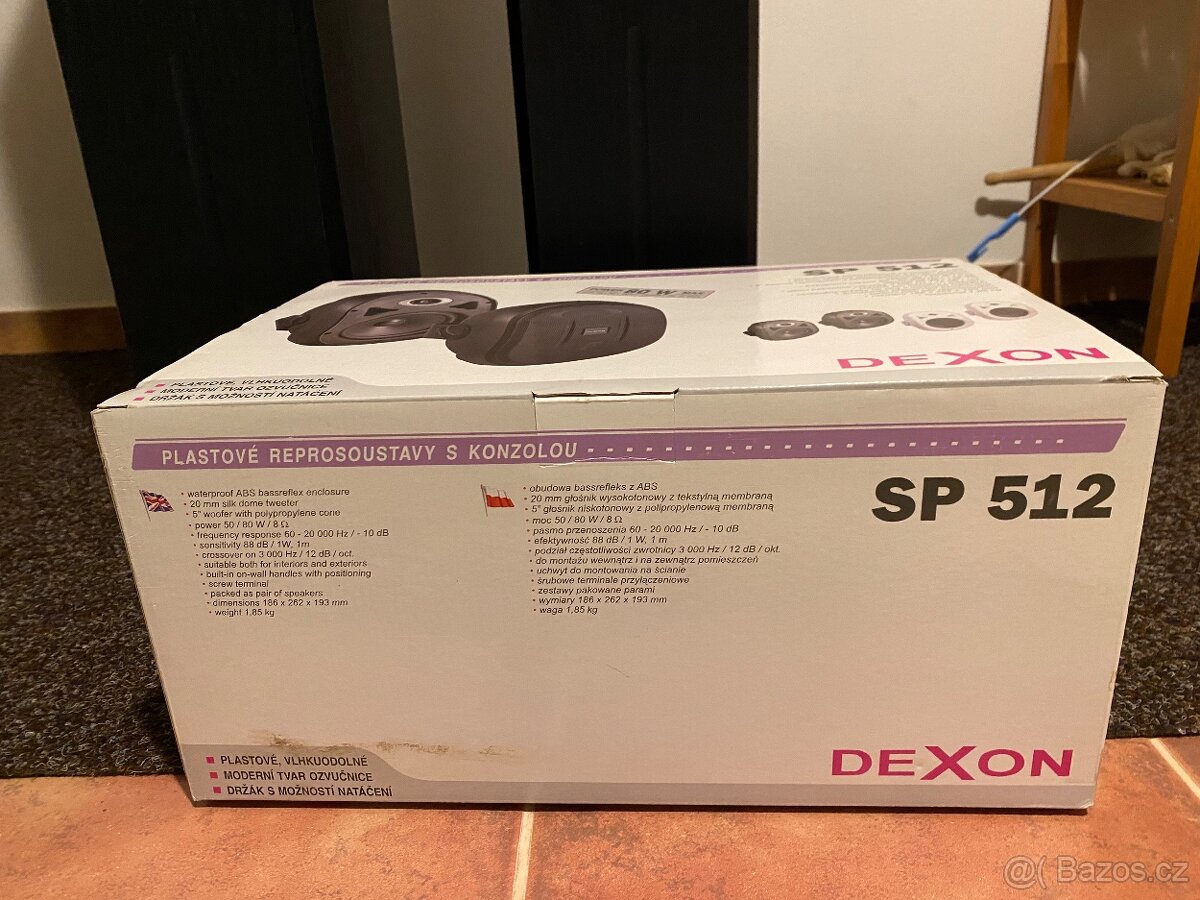 SP 512
80 W
DEXON
PLASTOVÉ, VLHKUODOLNÉ
MODERNÍ TVAR OZVUČNICE
DRŽÁK S MOŽNOSTÍ NATÁČENÍ
PLASTOVÉ REPROSOUSTAVY S KONZOLOU
SP 512
• waterproof ABS bassreflex enclosure
• 20 mm silk dome tweeter
• 5" woofer with polypropylene cone
• power 50 / 80 W / 8 Ω
• frequency response 60 - 20 000 Hz / - 10 dB
• sensitivity 88 dB / 1W, 1m
• crossover on 3 000 Hz / 12 dB / oct.
• suitable both for interiors and exteriors
• built-in on-wall handles with positioning
• screw terminal
• packed as pair of speakers
• dimensions 186 x 262 x 193 mm
• weight 1,85 kg
• obudowa bassrefleks z ABS
• 20 mm głośnik wysokotonowy z tekstylną membraną
• 5" głośnik niskotonowy z polipropylenową membraną
• moc 50 / 80 W / 8 Ω
• pasmo przenoszenia 60 - 20 000 Hz / - 10 dB
• efektywność 88 dB / 1 W, 1 m
• podział częstotliwości zwrotnicy 3 000 Hz / 12 dB / okt.
• do montażu wewnątrz i na zewnątrz pomieszczeń
• uchwyt do montowania na ścianie
• śrubowe terminale przyłączeniowe
• zestawy pakowane parami
• wymiary 186 x 262 x 193 mm
• waga 1,85 kg
PLASTOVÉ, VLHKUODOLNÉ
MODERNÍ TVAR OZVUČNICE
DRŽÁK S MOŽNOSTÍ NATÁČENÍ
DEXON
@( Bazos.cz